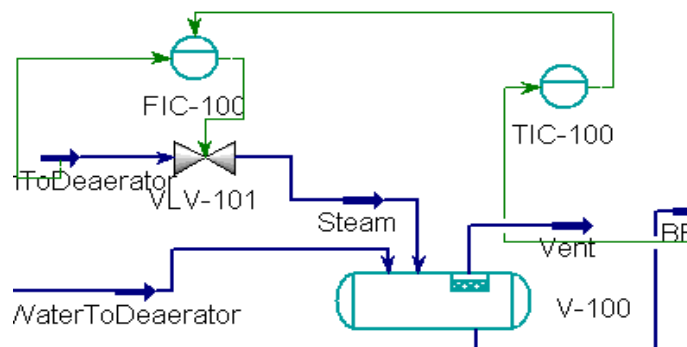 FIC-100
TIC-100
ToDeaerator
VLV-101
Steam
Vent
V-100
WaterToDeaerator